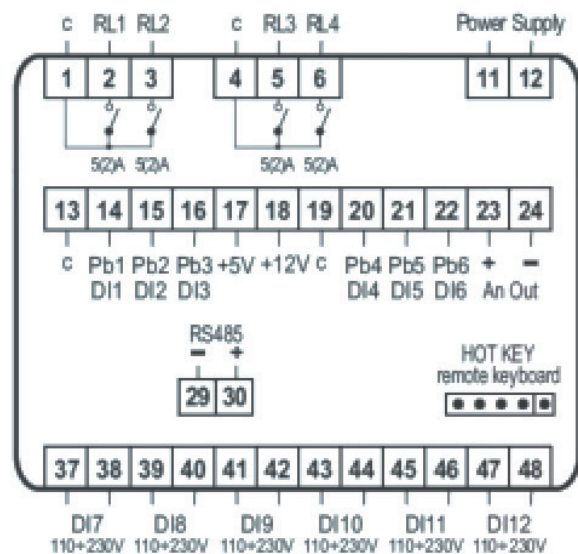 c RL1 RL2 c RL3 RL4 Power Supply
1 2 3 4 5 6 11 12
5(2)A 5(2)A 5(2)A 5(2)A
13 14 15 16 17 18 19 20 21 22 23 24
c Pb1 Pb2 Pb3 +5V +12V c Pb4 Pb5 Pb6 + -
DI1 DI2 DI3 DI4 DI5 DI6 An Out
RS485
- +
29 30
HOT KEY
remote keyboard
37 38 39 40 41 42 43 44 45 46 47 48
DI7 DI8 DI9 DI10 DI11 DI12
110÷230V 110÷230V 110÷230V 110÷230V 110÷230V 110÷230V